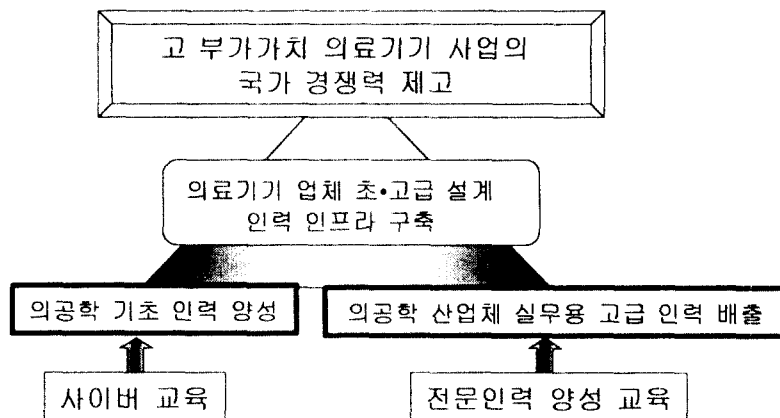 고 부가가치 의료기기 사업의
국가 경쟁력 제고
의료기기 업체 초•고급 설계
인력 인프라 구축
의공학 기초 인력 양성
의공학 산업체 실무용 고급 인력 배출
사이버 교육
전문인력 양성 교육